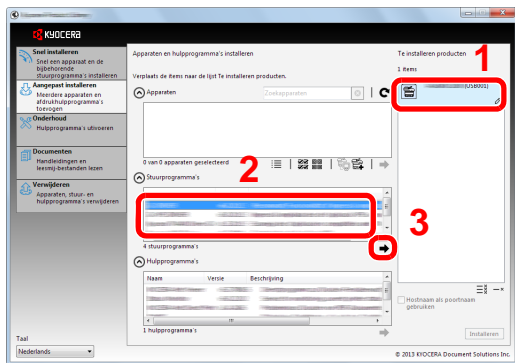 KYOCERA
Snel installeren
Snel een apparaat en de
bijbehorende
stuurprogramma's installeren
Aangepast installeren
Meerdere apparaten en
afdrukhulpprogramma's
toevoegen
Onderhoud
Hulpprogramma's uitvoeren
Documenten
Handleidingen en
leesmij-bestanden lezen
Verwijderen
Apparaten, stuur- en
hulpprogramma's verwijderen
Taal
Nederlands
Apparaten en hulpprogramma's installeren
Verplaats de items naar de lijst Te installeren producten.
Apparaten
Zoekapparaten
0 van 0 apparaten geselecteerd
2
Stuurprogramma's
3
4 stuurprogramma's
Hulpprogramma's
Naam Versie Beschrijving
1 hulpprogramma's
Te installeren producten
1
1 items
(USB001)
Hostnaam als poortnaam
gebruiken
Installeren
© 2013 KYOCERA Document Solutions Inc.